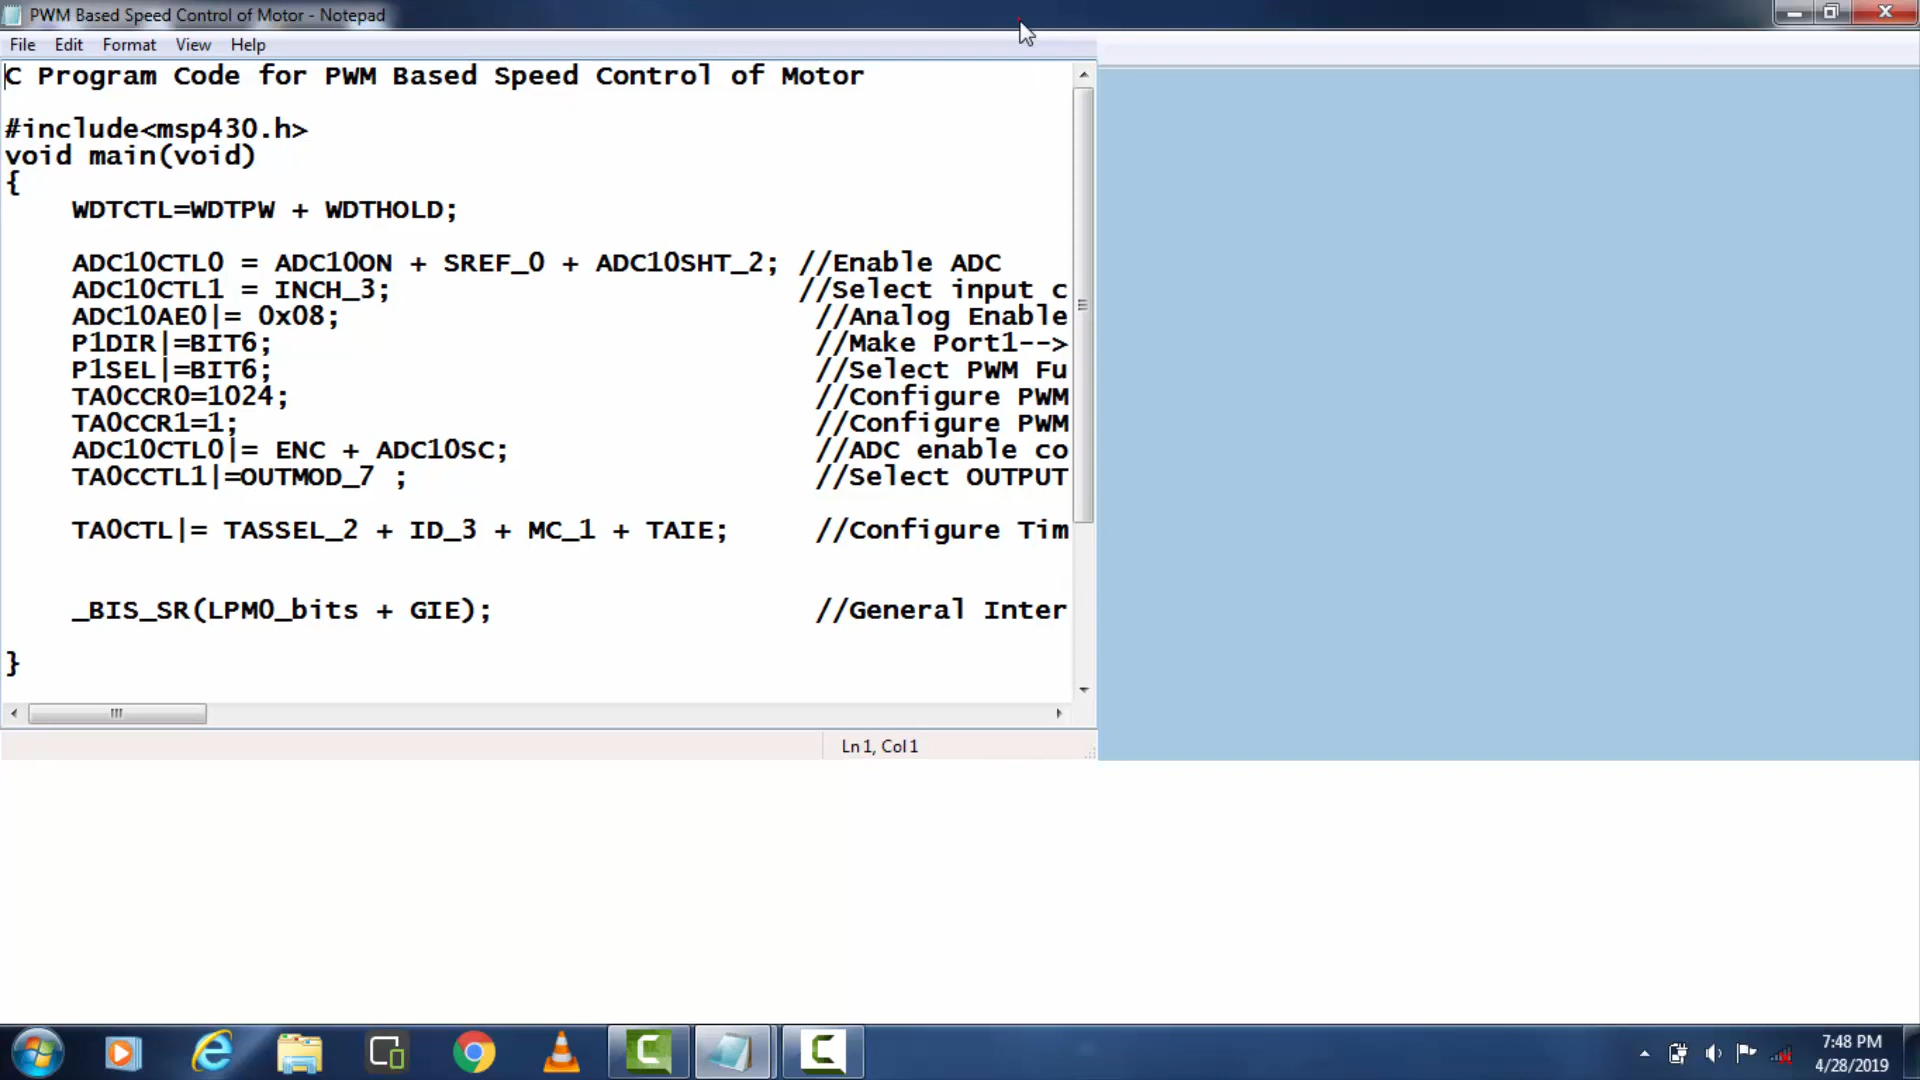 PWM Based Speed Control of Motor - Notepad
File Edit Format View Help
C Program Code for PWM Based Speed Control of Motor
#include<msp430.h>
void main(void)
{
WDTCTL=WDTPW + WDTHOLD;
ADC10CTL0 = ADC10ON + SREF_0 + ADC10SHT_2; //Enable ADC
ADC10CTL1 = INCH_3; //Select input c
ADC10AE0|= 0x08; //Analog Enable
P1DIR|=BIT6; //Make Port1-->
P1SEL|=BIT6; //Select PWM Fu
TA0CCR0=1024; //Configure PWM
TA0CCR1=1; //Configure PWM
ADC10CTL0|= ENC + ADC10SC; //ADC enable co
TA0CCTL1|=OUTMOD_7 ; //Select OUTPUT
TA0CTL|= TASSEL_2 + ID_3 + MC_1 + TAIE; //Configure Tim
_BIS_SR(LPM0_bits + GIE); //General Inter
}
Ln 1, Col 1
7:48 PM
4/28/2019